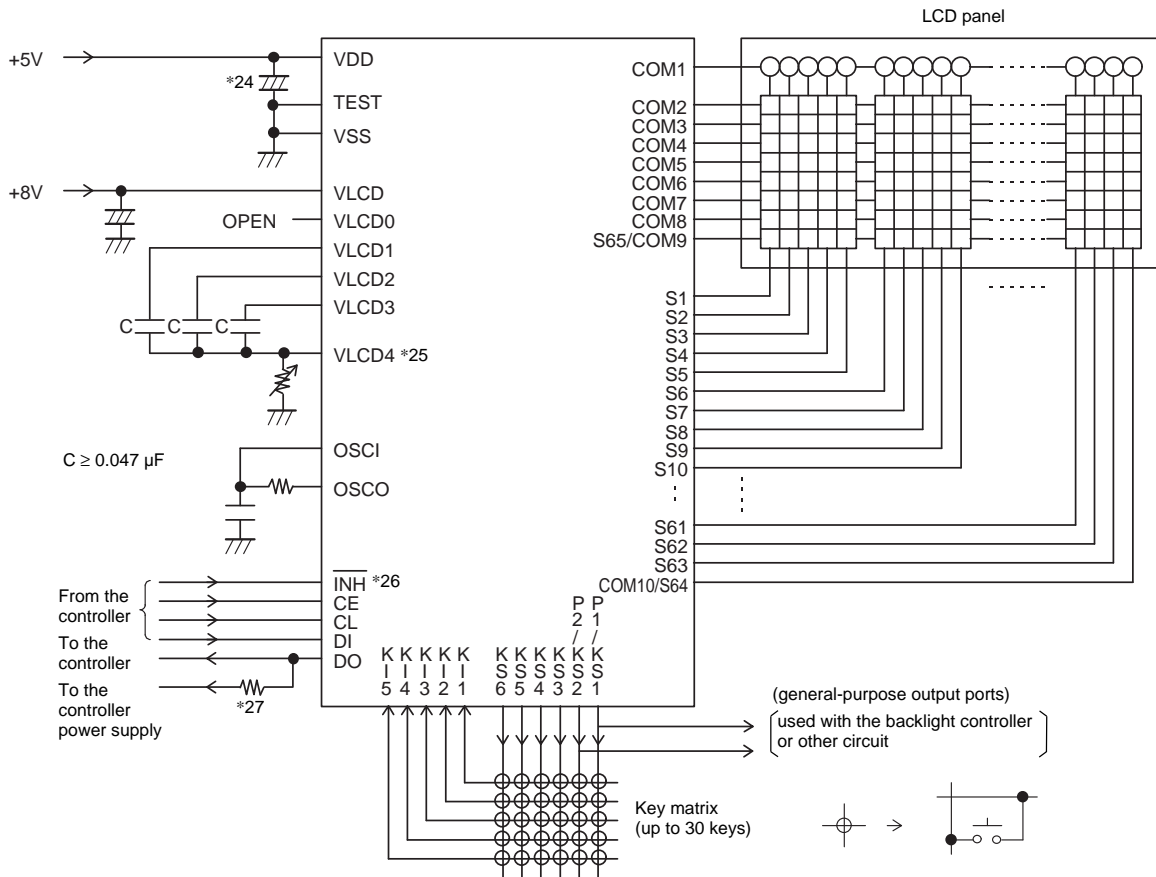 LCD panel
+5V
VDD
*24
TEST
VSS
+8V
VLCD
OPEN
VLCD0
VLCD1
VLCD2
VLCD3
C
C
C
VLCD4 *25
C ≥ 0.047 µF
OSCI
OSCO
From the
controller
INH *26
CE
CL
DI
To the
controller
DO
To the
controller
power supply
*27
KI5
KI4
KI3
KI2
KI1
KS6
KS5
KS4
KS3
P2/KS2
P1/KS1
COM1
COM2
COM3
COM4
COM5
COM6
COM7
COM8
S65/COM9
S1
S2
S3
S4
S5
S6
S7
S8
S9
S10
S61
S62
S63
COM10/S64
(general-purpose output ports)
used with the backlight controller
or other circuit
Key matrix
(up to 30 keys)